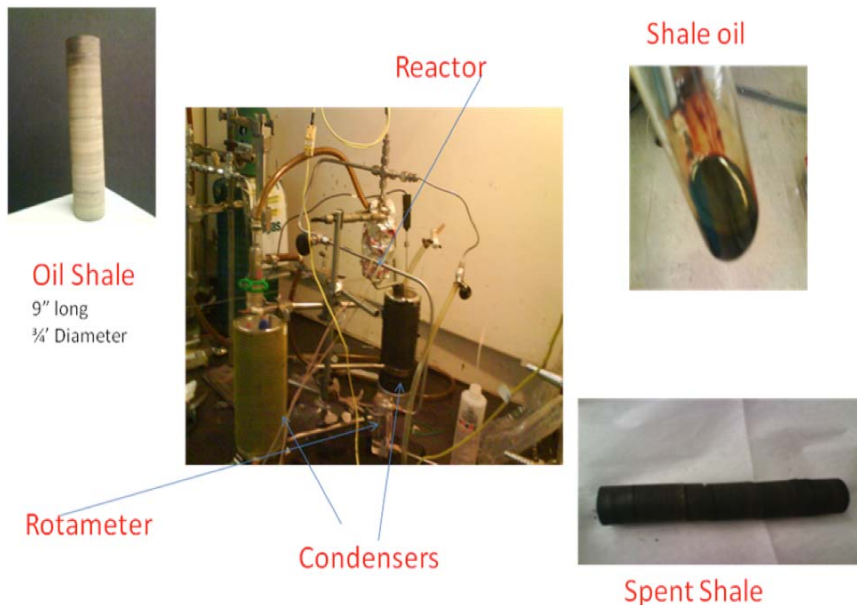 Shale oil
Reactor
Oil Shale
9” long
¾’ Diameter
Rotameter
Condensers
Spent Shale